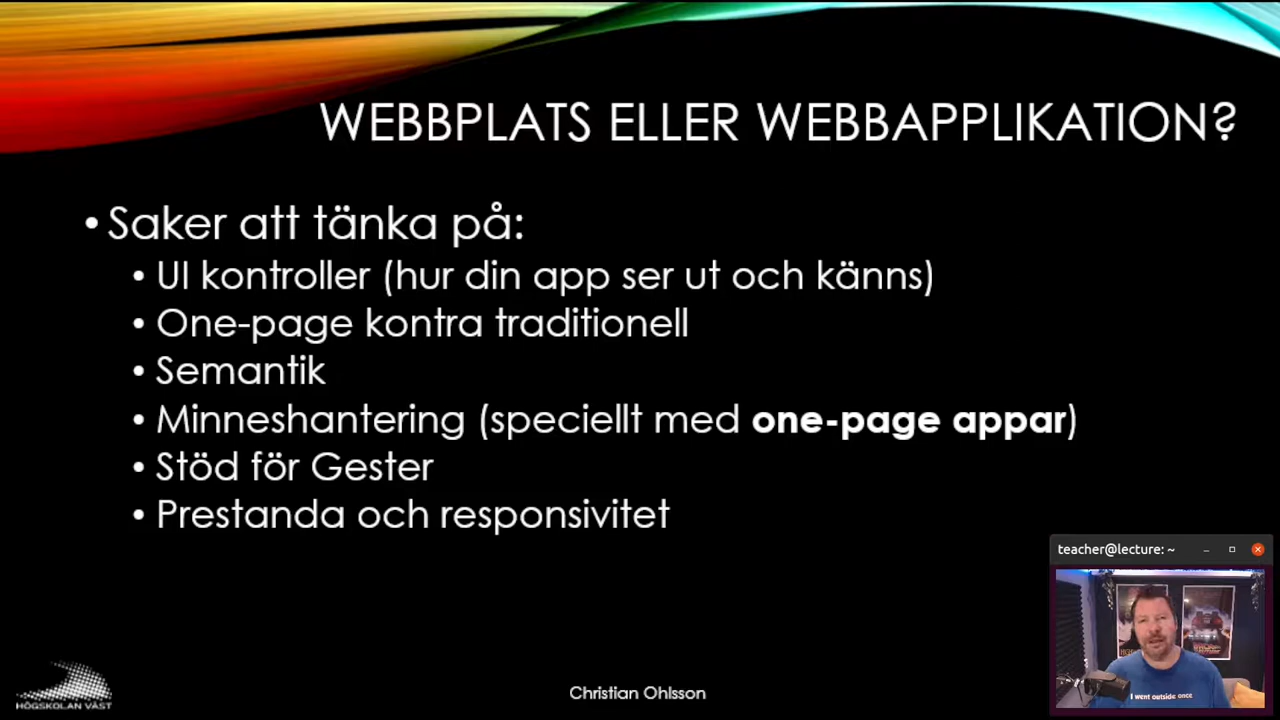 WEBBPLATS ELLER WEBBAPPLIKATION?
• Saker att tänka på:
• UI kontroller (hur din app ser ut och känns)
• One-page kontra traditionell
• Semantik
• Minneshantering (speciellt med one-page appar)
• Stöd för Gester
• Prestanda och responsivitet
teacher@lecture: ~
I went outside once
HÖGSKOLAN VÄST
Christian Ohlsson